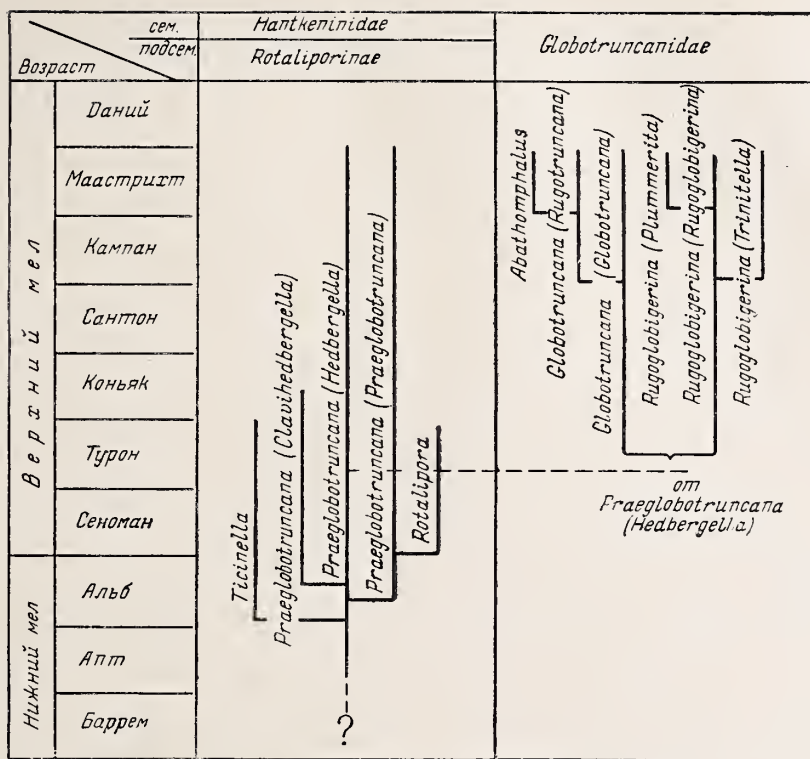 сем.
Hantkeninidae
подсем.
Rotaliporinae
Globotruncanidae
Возраст
Верхний мел
Даний
Маастрихт
Кампан
Сантон
Коньяк
Турон
Сеноман
Нижний мел
Альб
Апт
Баррем
Ticinella
Praeglobotruncana (Clavihedbergella)
Praeglobotruncana (Hedbergella)
Praeglobotruncana (Praeglobotruncana)
Rotalipora
?
Abathomphalus
Globotruncana (Rugotruncana)
Globotruncana (Globotruncana)
Rugoglobigerina (Plummerita)
Rugoglobigerina (Rugoglobigerina)
Rugoglobigerina (Trinitella)
от
Praeglobotruncana
(Hedbergella)